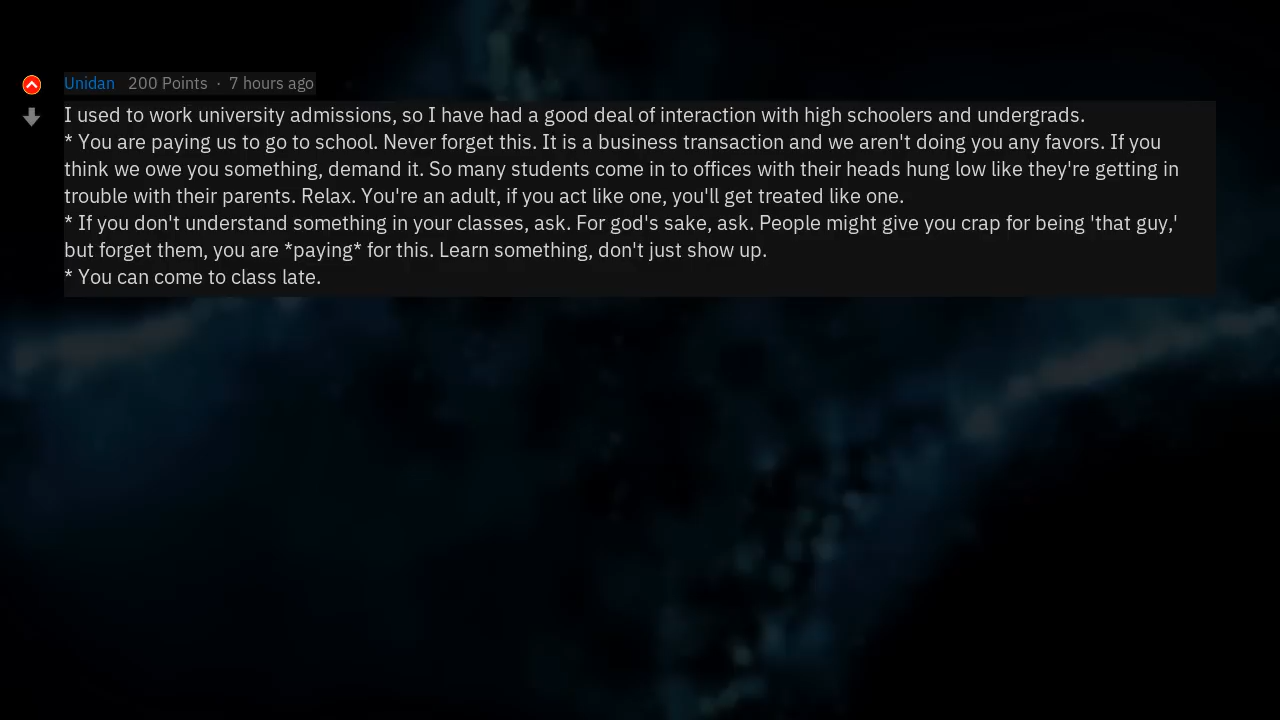 Unidan 200 Points · 7 hours ago
I used to work university admissions, so I have had a good deal of interaction with high schoolers and undergrads.
* You are paying us to go to school. Never forget this. It is a business transaction and we aren't doing you any favors. If you
think we owe you something, demand it. So many students come in to offices with their heads hung low like they're getting in
trouble with their parents. Relax. You're an adult, if you act like one, you'll get treated like one.
* If you don't understand something in your classes, ask. For god's sake, ask. People might give you crap for being 'that guy,'
but forget them, you are *paying* for this. Learn something, don't just show up.
* You can come to class late.